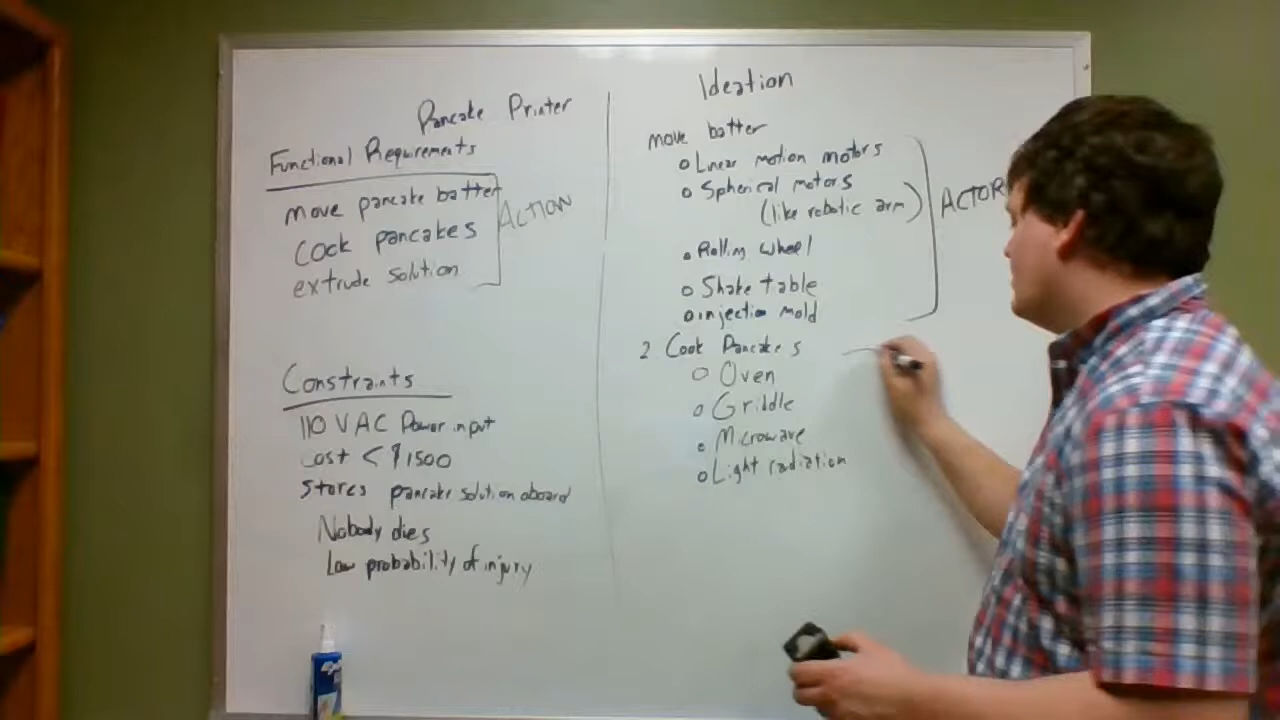 Pancake Printer
Functional Requirements
move pancake batter
Cook pancakes
extrude solution
ACTION
Constraints
110 VAC Power input
Cost < $1500
Stores pancake solution aboard
Nobody dies
Low probability of injury
Ideation
move batter
Linear motion motors
Spherical motors
(like robotic arm)
Rolling wheel
Shake table
injection mold
ACTOR
2 Cook Pancakes
Oven
Griddle
Microwave
Light radiation